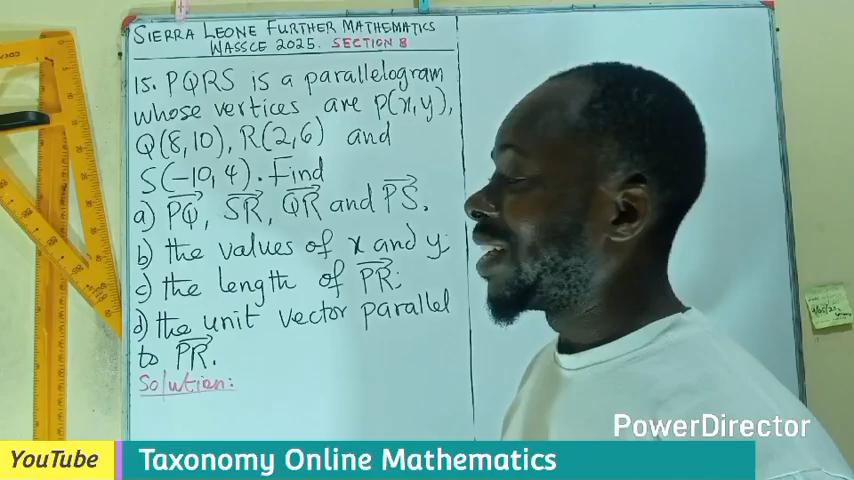 SIERRA LEONE FURTHER MATHEMATICS
WASSCE 2025. SECTION B
15. PQRS is a parallelogram
whose vertices are P(x,y),
Q(8,10), R(2,6) and
S(-10,4). Find
a) PQ, SR, QR and PS.
b) the values of x and y;
c) the length of PR;
d) the unit vector parallel
to PR.
Solution:
PowerDirector
YouTube
Taxonomy Online Mathematics